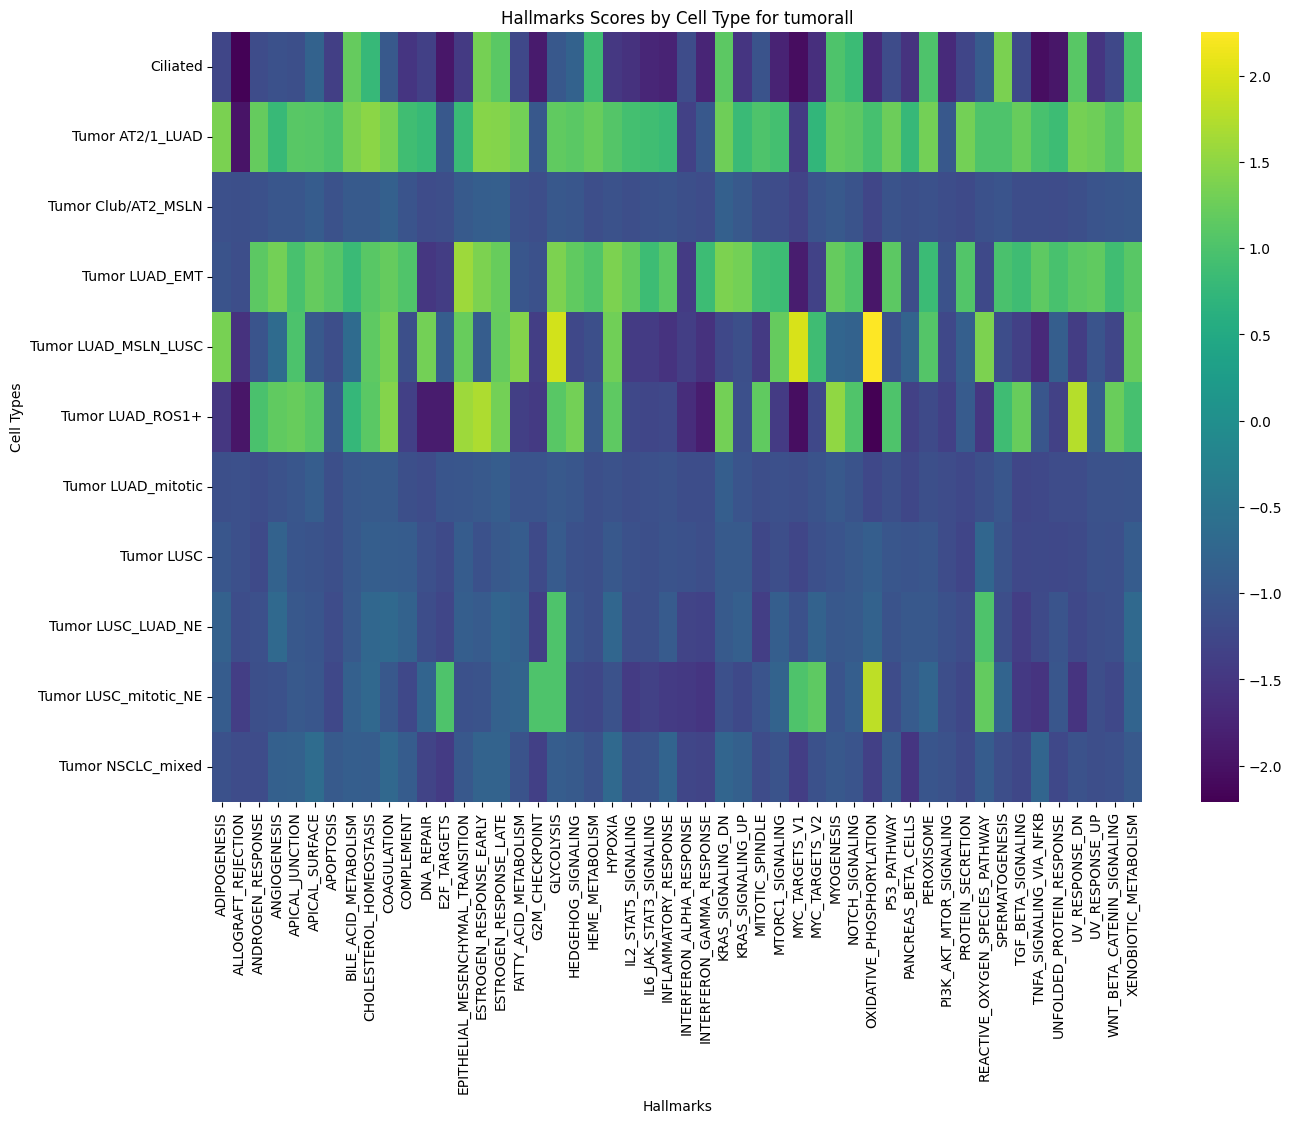 Hallmarks Scores by Cell Type for tumorall
Cell Types
Ciliated
Tumor AT2/1_LUAD
Tumor Club/AT2_MSLN
Tumor LUAD_EMT
Tumor LUAD_MSLN_LUSC
Tumor LUAD_ROS1+
Tumor LUAD_mitotic
Tumor LUSC
Tumor LUSC_LUAD_NE
Tumor LUSC_mitotic_NE
Tumor NSCLC_mixed
2.0
1.5
1.0
0.5
0.0
−0.5
−1.0
−1.5
−2.0
ADIPOGENESIS
ALLOGRAFT_REJECTION
ANDROGEN_RESPONSE
ANGIOGENESIS
APICAL_JUNCTION
APICAL_SURFACE
APOPTOSIS
BILE_ACID_METABOLISM
CHOLESTEROL_HOMEOSTASIS
COAGULATION
COMPLEMENT
DNA_REPAIR
E2F_TARGETS
EPITHELIAL_MESENCHYMAL_TRANSITION
ESTROGEN_RESPONSE_EARLY
ESTROGEN_RESPONSE_LATE
FATTY_ACID_METABOLISM
G2M_CHECKPOINT
GLYCOLYSIS
HEDGEHOG_SIGNALING
HEME_METABOLISM
HYPOXIA
IL2_STAT5_SIGNALING
IL6_JAK_STAT3_SIGNALING
INFLAMMATORY_RESPONSE
INTERFERON_ALPHA_RESPONSE
INTERFERON_GAMMA_RESPONSE
KRAS_SIGNALING_DN
KRAS_SIGNALING_UP
MITOTIC_SPINDLE
MTORC1_SIGNALING
MYC_TARGETS_V1
MYC_TARGETS_V2
MYOGENESIS
NOTCH_SIGNALING
OXIDATIVE_PHOSPHORYLATION
P53_PATHWAY
PANCREAS_BETA_CELLS
PEROXISOME
PI3K_AKT_MTOR_SIGNALING
PROTEIN_SECRETION
REACTIVE_OXYGEN_SPECIES_PATHWAY
SPERMATOGENESIS
TGF_BETA_SIGNALING
TNFA_SIGNALING_VIA_NFKB
UNFOLDED_PROTEIN_RESPONSE
UV_RESPONSE_DN
UV_RESPONSE_UP
WNT_BETA_CATENIN_SIGNALING
XENOBIOTIC_METABOLISM
Hallmarks